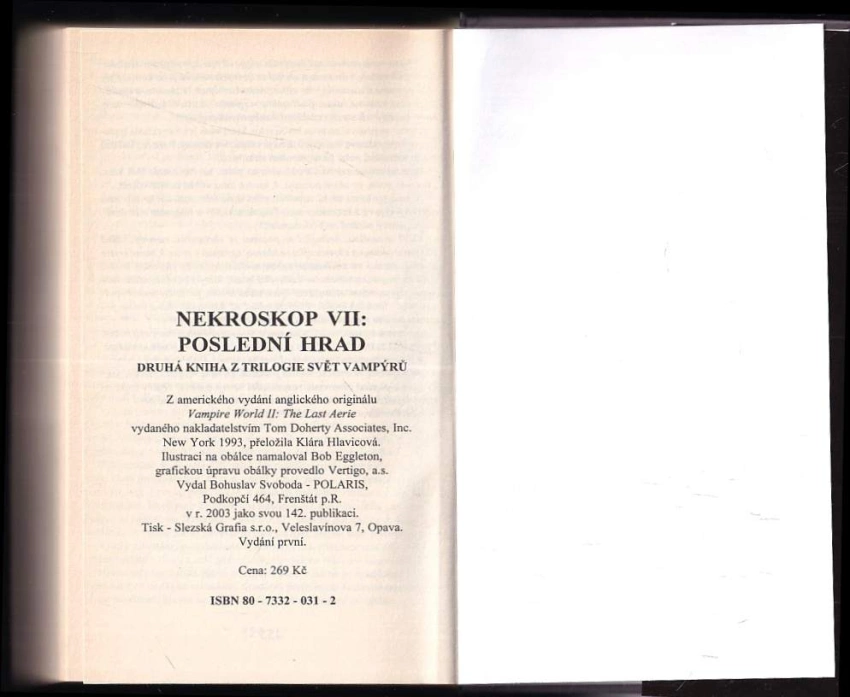 NEKROSKOP VII:
POSLEDNÍ HRAD
DRUHÁ KNIHA Z TRILOGIE SVĚT VAMPÝRŮ
Z amerického vydání anglického originálu
Vampire World II: The Last Aerie
vydaného nakladatelstvím Tom Doherty Associates, Inc.
New York 1993, přeložila Klára Hlavicová.
Ilustraci na obálce namaloval Bob Eggleton,
grafickou úpravu obálky provedlo Vertigo, a.s.
Vydal Bohuslav Svoboda - POLARIS,
Podkopčí 464, Frenštát p.R.
v r. 2003 jako svou 142. publikaci.
Tisk - Slezská Grafia s.r.o., Veleslavínova 7, Opava.
Vydání první.
Cena: 269 Kč
ISBN 80 - 7332 - 031 - 2